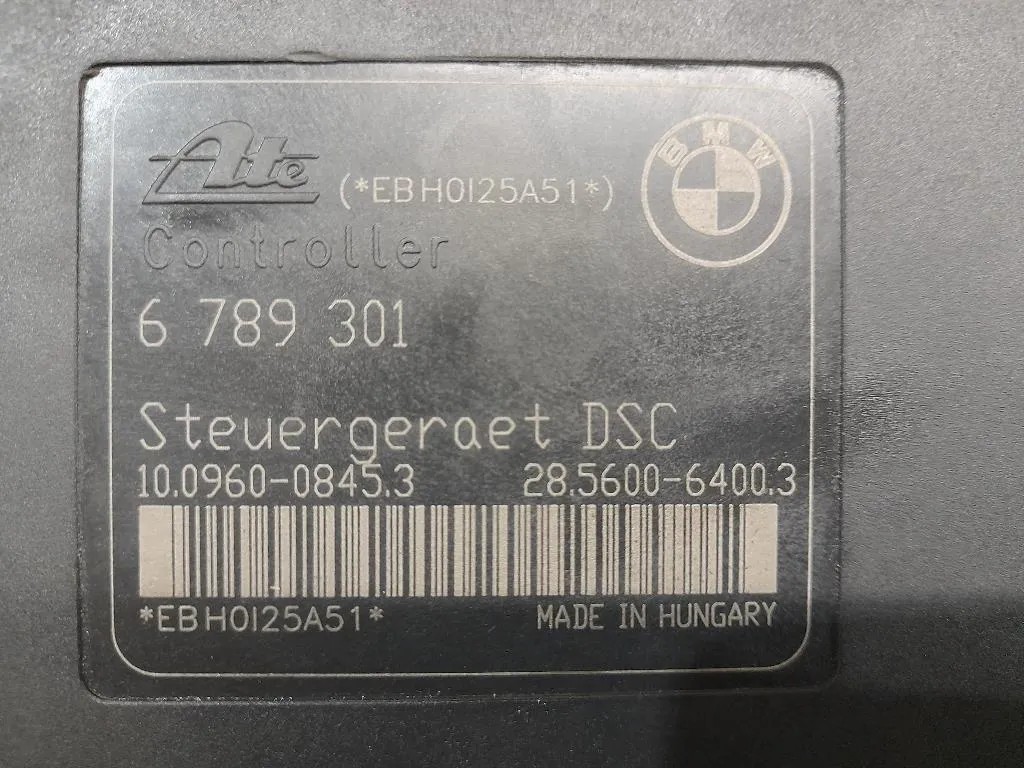 Ate (*EBH0I25A51*)
BMW
Controller
6 789 301
Steuergeraet DSC
10.0960-0845.3 28.5600-6400.3
*EBH0I25A51* MADE IN HUNGARY